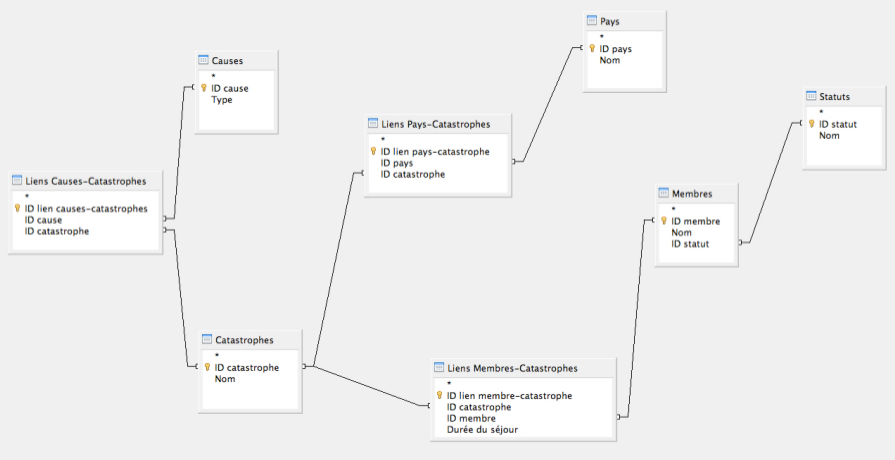 Causes
*
ID cause
Type
Liens Causes-Catastrophes
*
ID lien causes-catastrophes
ID cause
ID catastrophe
Catastrophes
*
ID catastrophe
Nom
Liens Pays-Catastrophes
*
ID lien pays-catastrophe
ID pays
ID catastrophe
Pays
*
ID pays
Nom
Liens Membres-Catastrophes
*
ID lien membre-catastrophe
ID catastrophe
ID membre
Durée du séjour
Membres
*
ID membre
Nom
ID statut
Statuts
*
ID statut
Nom